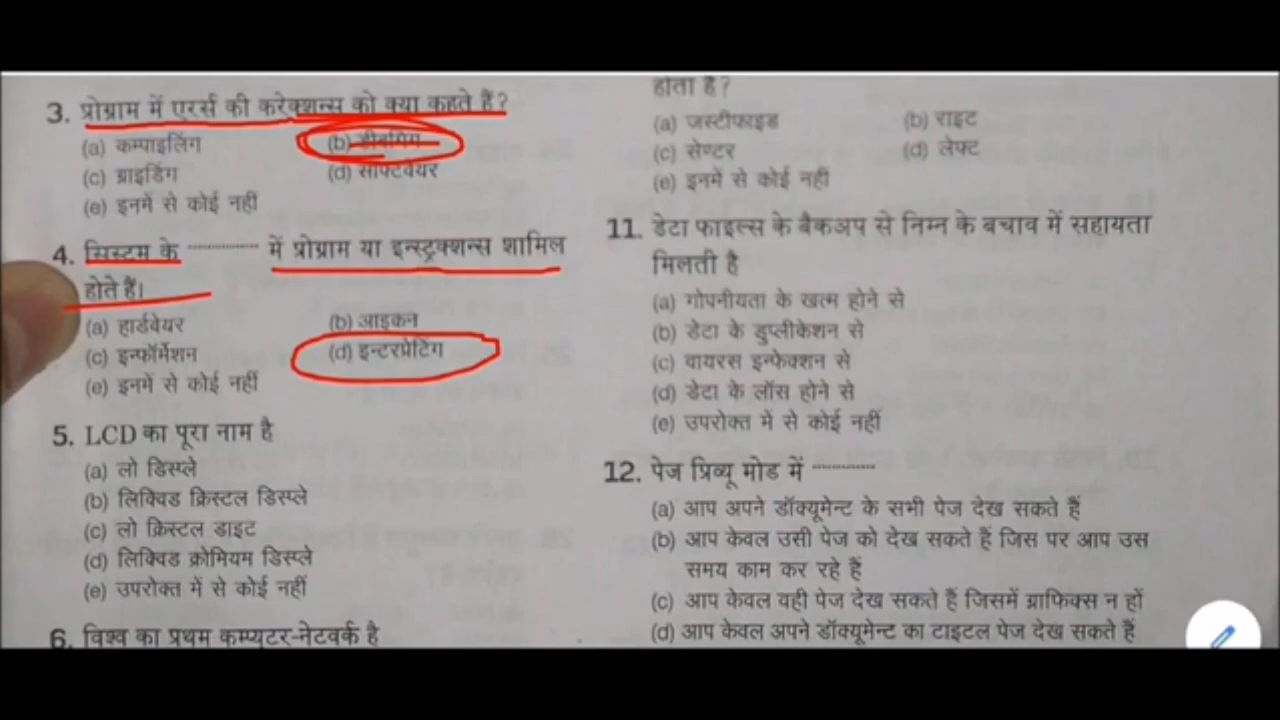 3. प्रोग्राम में एरर्स की करेक्शन्स को क्या कहते हैं?
(a) कम्पाइलिंग
(b) डीबगिंग
(c) ग्राइडिंग
(d) सॉफ्टवेयर
(e) इनमें से कोई नहीं
4. सिस्टम के ............... में प्रोग्राम या इन्स्ट्रक्शन्स शामिल
होते हैं।
(a) हार्डवेयर
(b) आइकन
(c) इन्फॉर्मेशन
(d) इन्टरप्रेटिंग
(e) इनमें से कोई नहीं
5. LCD का पूरा नाम है
(a) लो डिस्प्ले
(b) लिक्विड क्रिस्टल डिस्प्ले
(c) लो क्रिस्टल डाइट
(d) लिक्विड क्रोमियम डिस्प्ले
(e) उपरोक्त में से कोई नहीं
6. विश्व का प्रथम कम्प्यूटर-नेटवर्क है
होता है?
(a) जस्टीफाइड
(b) राइट
(c) सेण्टर
(d) लेफ्ट
(e) इनमें से कोई नहीं
11. डेटा फाइल्स के बैकअप से निम्न के बचाव में सहायता
मिलती है
(a) गोपनीयता के खत्म होने से
(b) डेटा के डुप्लीकेशन से
(c) वायरस इन्फेक्शन से
(d) डेटा के लॉस होने से
(e) उपरोक्त में से कोई नहीं
12. पेज प्रिव्यू मोड में .............
(a) आप अपने डॉक्यूमेन्ट के सभी पेज देख सकते हैं
(b) आप केवल उसी पेज को देख सकते हैं जिस पर आप उस
समय काम कर रहे हैं
(c) आप केवल वही पेज देख सकते हैं जिसमें ग्राफिक्स न हों
(d) आप केवल अपने डॉक्यूमेन्ट का टाइटल पेज देख सकते हैं